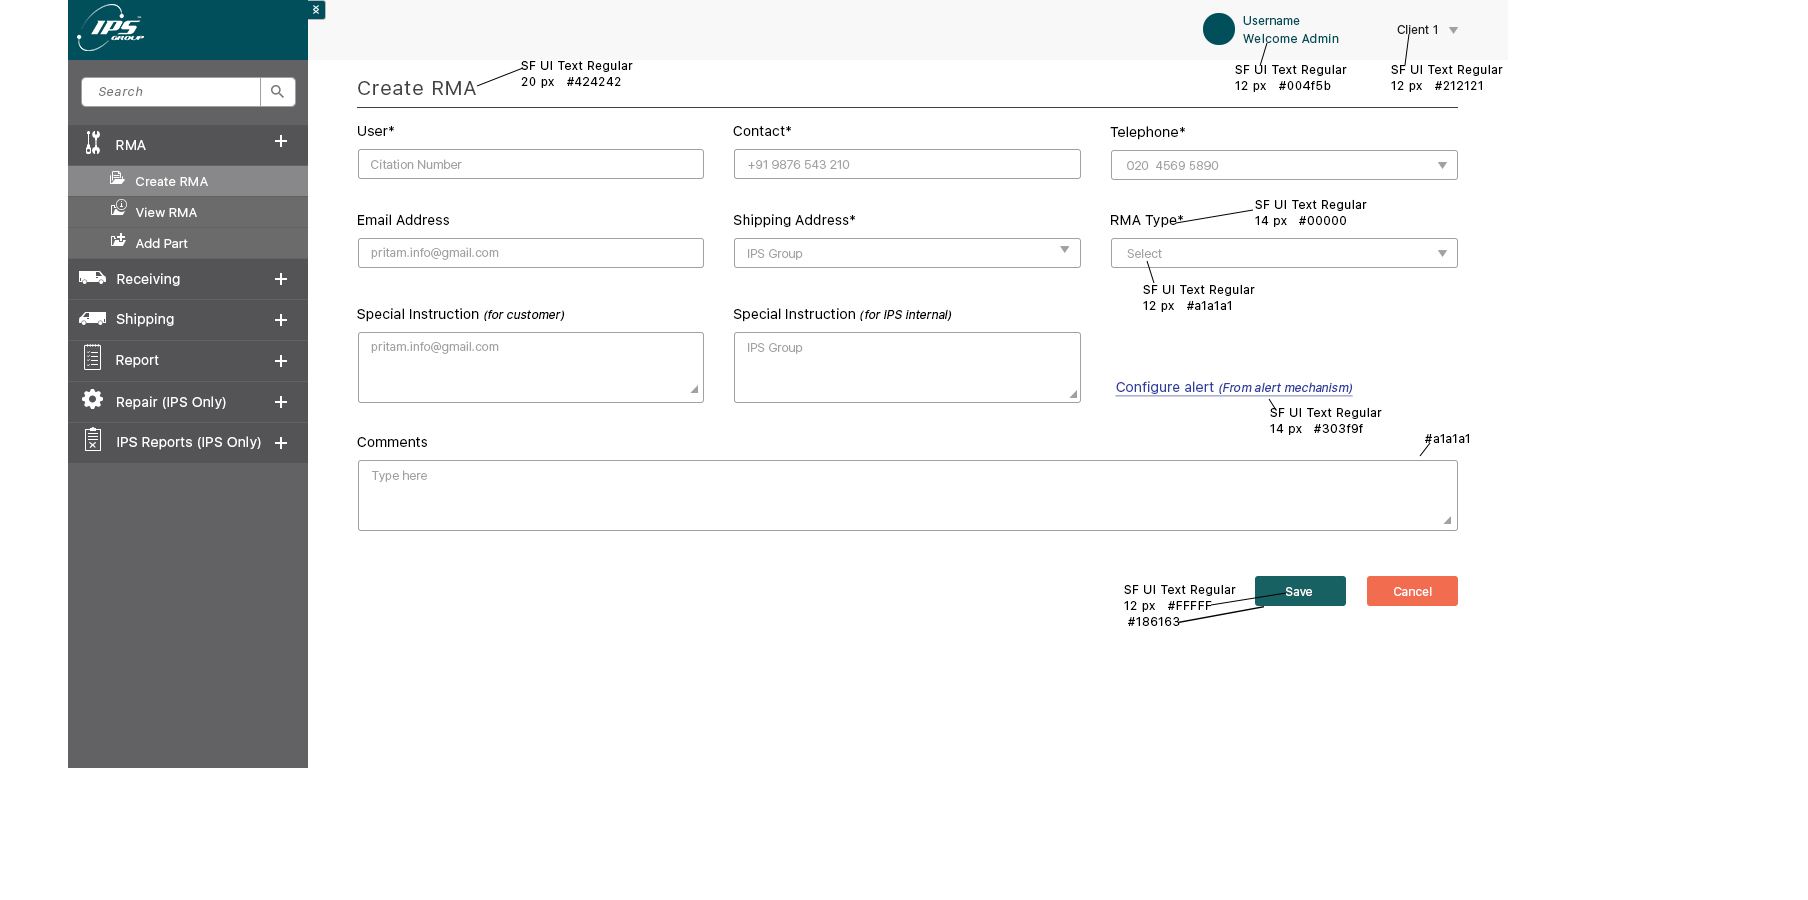 IPS
GROUP
Username
Welcome Admin
Client 1
SF UI Text Regular
12 px #004f5b
SF UI Text Regular
12 px #212121
Search
RMA
Create RMA
View RMA
Add Part
Receiving
Shipping
Report
Repair (IPS Only)
IPS Reports (IPS Only)
Create RMA
SF UI Text Regular
20 px #424242
User*
Contact*
Telephone*
Citation Number
+91 9876 543 210
020 4569 5890
Email Address
Shipping Address*
RMA Type*
SF UI Text Regular
14 px #00000
pritam.info@gmail.com
IPS Group
Select
SF UI Text Regular
12 px #a1a1a1
Special Instruction (for customer)
Special Instruction (for IPS internal)
pritam.info@gmail.com
IPS Group
Configure alert (From alert mechanism)
SF UI Text Regular
14 px #303f9f
#a1a1a1
Comments
Type here
SF UI Text Regular
12 px #FFFFF
#186163
Save
Cancel